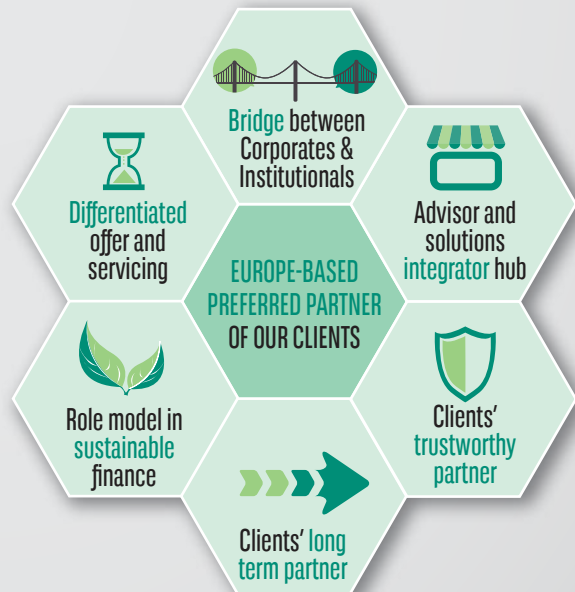 Bridge between
Corporates &
Institutionals
Differentiated
offer and
servicing
Advisor and
solutions
integrator hub
EUROPE-BASED
PREFERRED PARTNER
OF OUR CLIENTS
Role model in
sustainable
finance
Clients'
trustworthy
partner
Clients' long
term partner